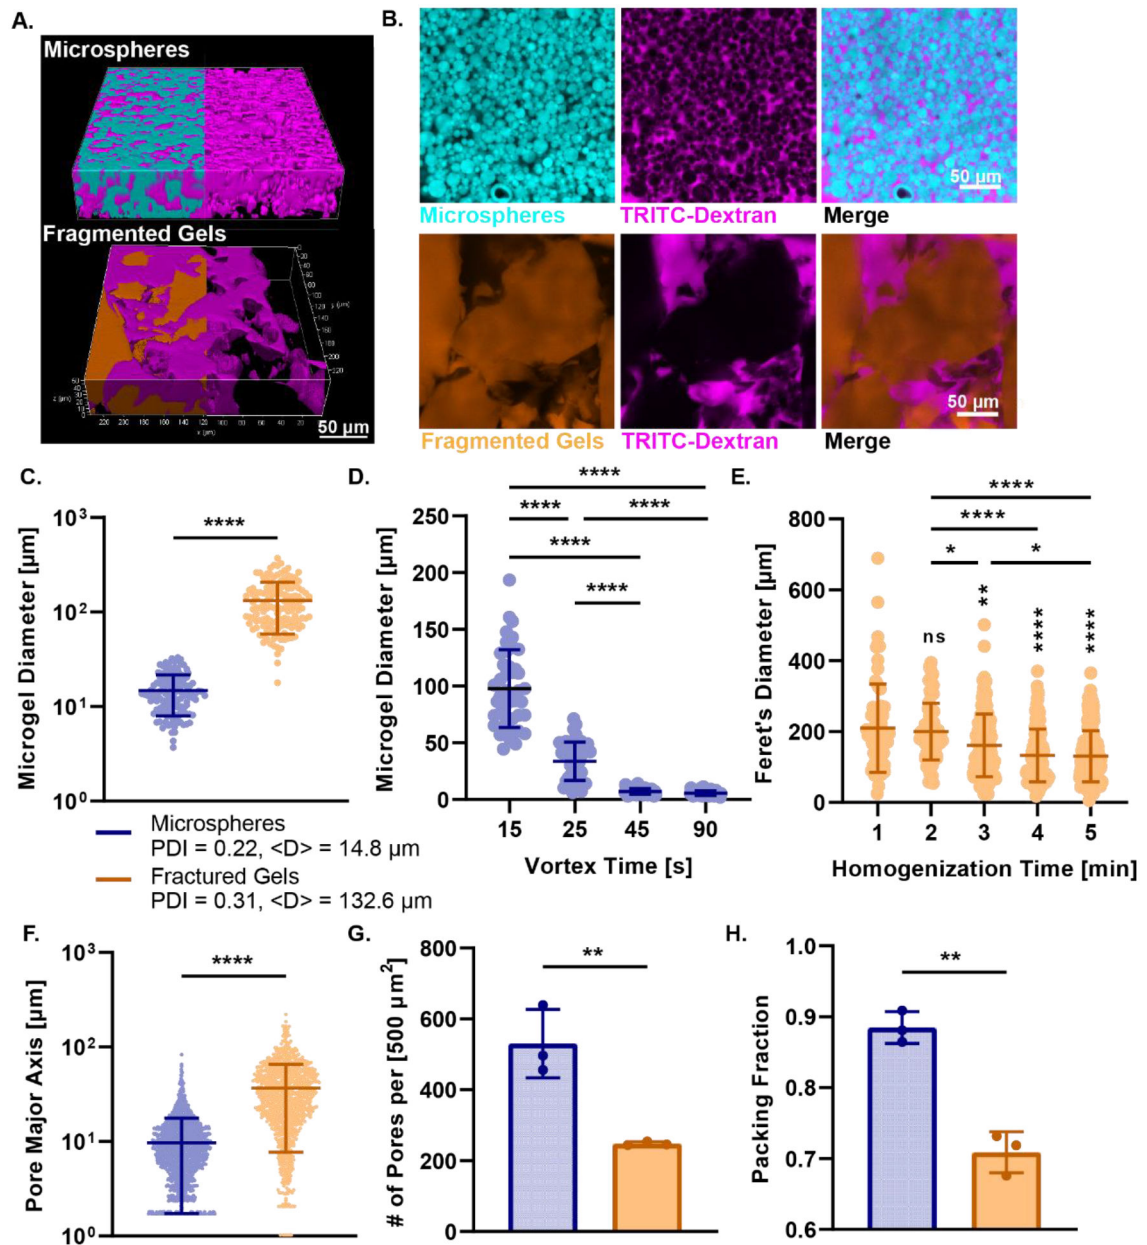 A.
Microspheres
Fragmented Gels
50 µm
B.
Microspheres
TRITC-Dextran
Merge
50 µm
Fragmented Gels
TRITC-Dextran
Merge
50 µm
C.
Microgel Diameter [µm]
10³
10²
10¹
10⁰
****
Microspheres
PDI = 0.22, <D> = 14.8 µm
Fractured Gels
PDI = 0.31, <D> = 132.6 µm
D.
Microgel Diameter [µm]
250
200
150
100
50
0
****
**** ****
****
****
15 25 45 90
Vortex Time [s]
E.
Feret's Diameter [µm]
800
600
400
200
0
****
****
* *
ns ** **** ****
1 2 3 4 5
Homogenization Time [min]
F.
Pore Major Axis [µm]
10³
10²
10¹
10⁰
****
G.
# of Pores per [500 µm²]
800
600
400
200
0
**
H.
Packing Fraction
1.0
0.9
0.8
0.7
0.6
**